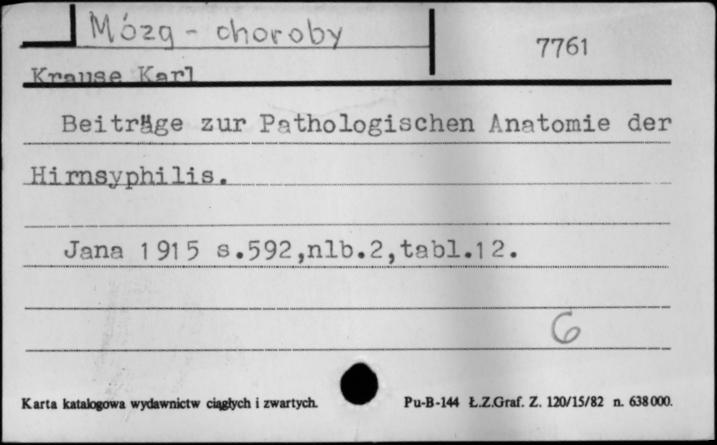 Mózg - choroby
7761
Krause Karl
Beiträge zur Pathologischen Anatomie der
Hirnsyphilis.
Jana 1915 s.592,nlb.2,tabl.12.
6
Karta katalogowa wydawnictw ciągłych i zwartych. Pu-B-144 Ł.Z.Graf. Z. 120/15/82 n. 638000.